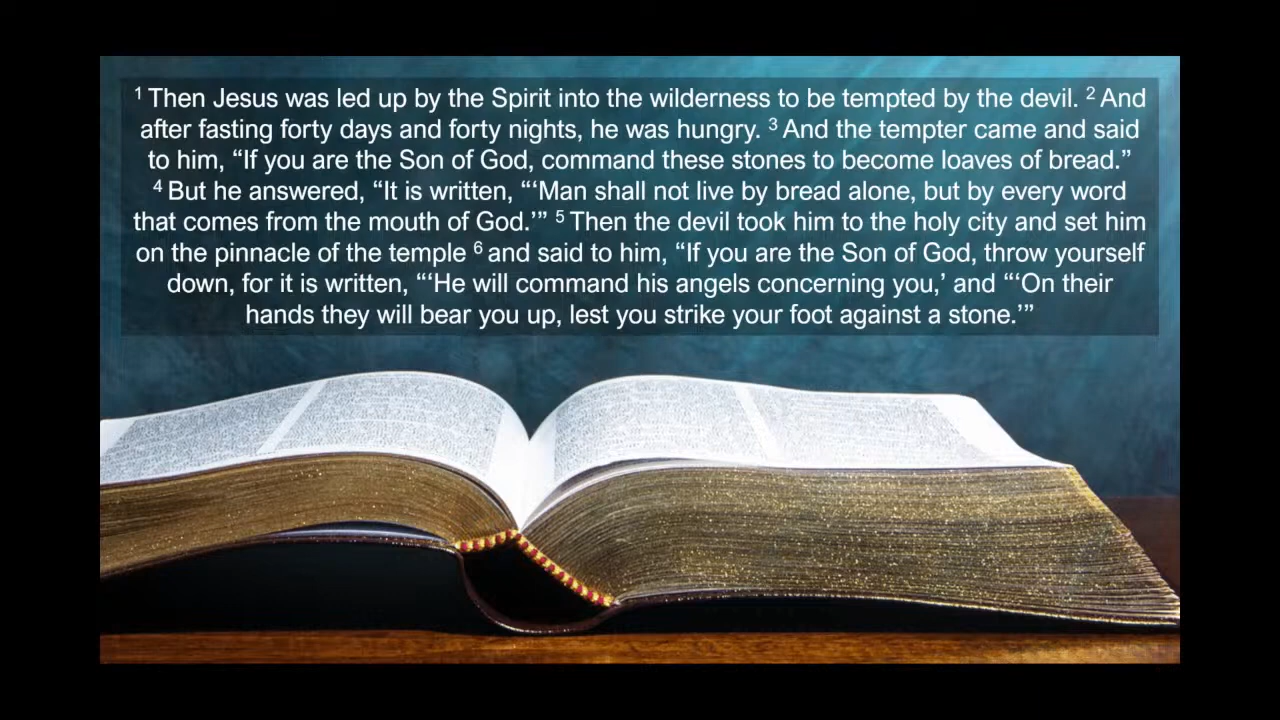 ¹ Then Jesus was led up by the Spirit into the wilderness to be tempted by the devil. ² And
after fasting forty days and forty nights, he was hungry. ³ And the tempter came and said
to him, “If you are the Son of God, command these stones to become loaves of bread.”
⁴ But he answered, “It is written, “‘Man shall not live by bread alone, but by every word
that comes from the mouth of God.’” ⁵ Then the devil took him to the holy city and set him
on the pinnacle of the temple ⁶ and said to him, “If you are the Son of God, throw yourself
down, for it is written, “‘He will command his angels concerning you,’ and “‘On their
hands they will bear you up, lest you strike your foot against a stone.’”